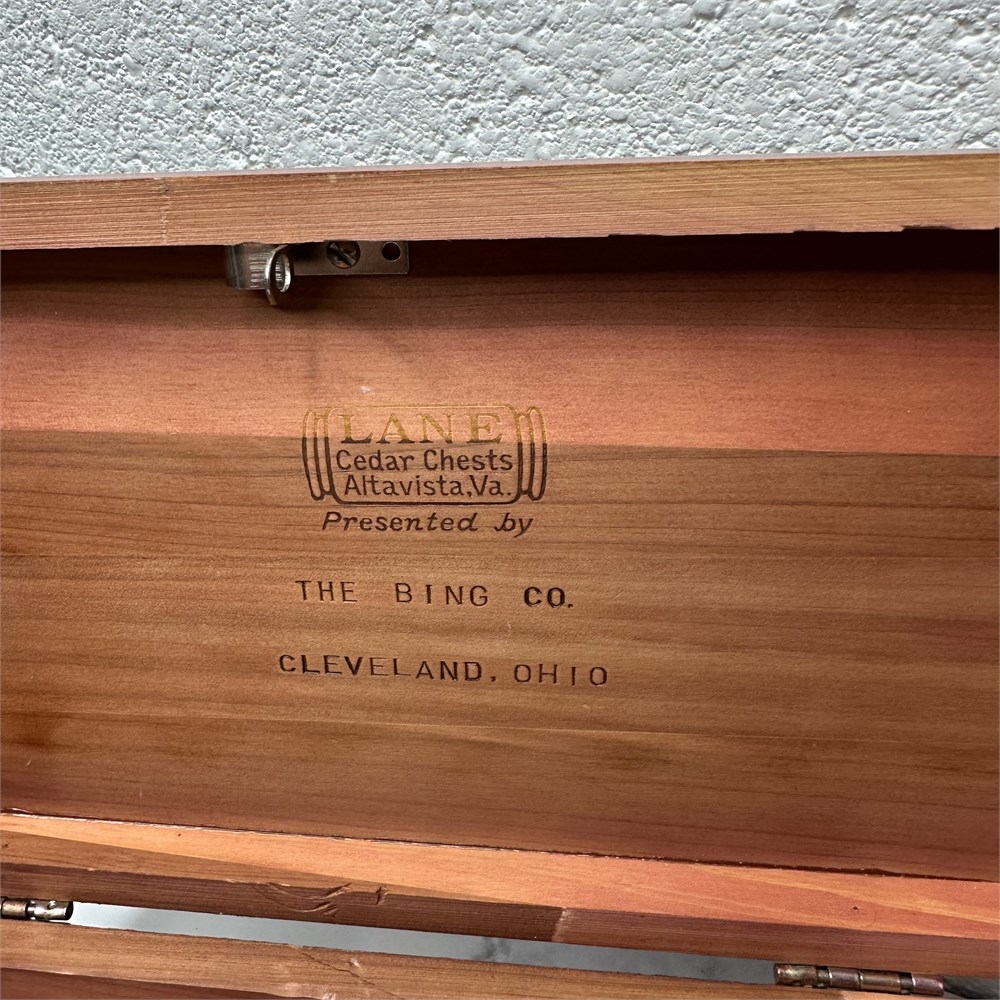 LANE
Cedar Chests
Altavista, Va.
Presented by
THE BING CO.
CLEVELAND, OHIO